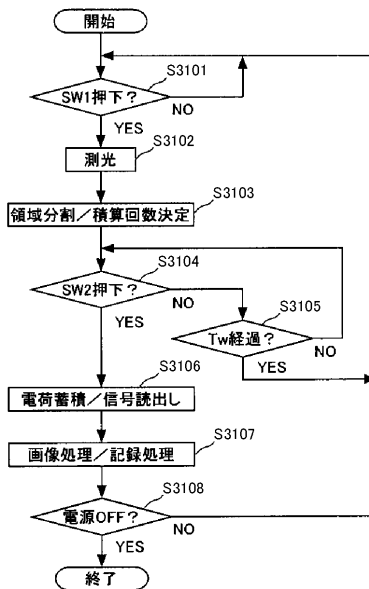 開始
S3101
SW1押下?
NO
YES
S3102
測光
S3103
領域分割/積算回数決定
S3104
SW2押下?
NO
YES
S3105
Tw経過?
NO
YES
S3106
電荷蓄積/信号読出し
S3107
画像処理/記録処理
S3108
電源OFF?
NO
YES
終了